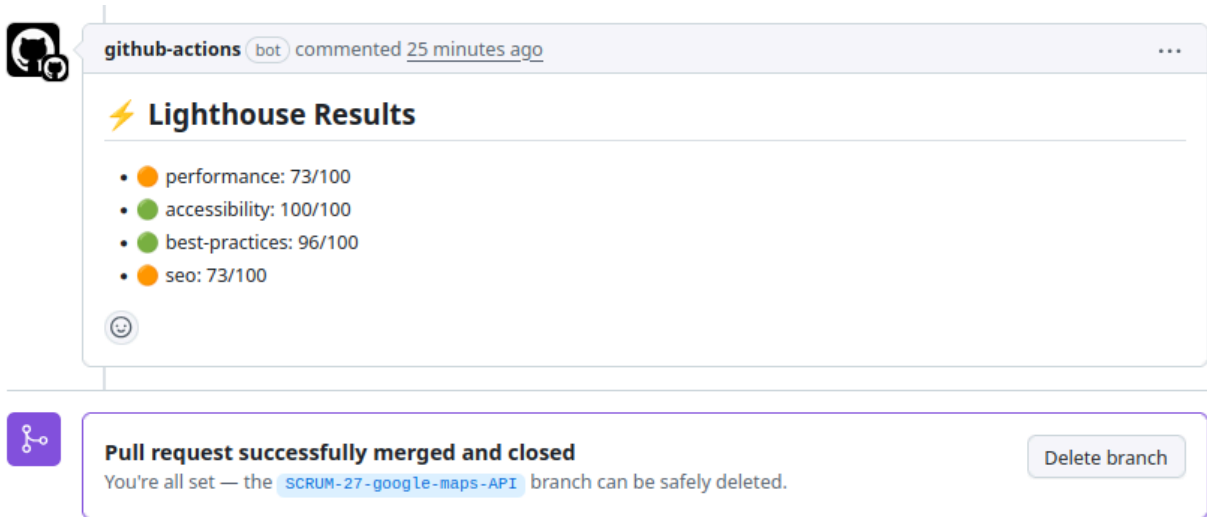 github-actions bot commented 25 minutes ago
⚡ Lighthouse Results
• 🟠 performance: 73/100
• 🟢 accessibility: 100/100
• 🟢 best-practices: 96/100
• 🟠 seo: 73/100
Pull request successfully merged and closed
Delete branch
You're all set — the SCRUM-27-google-maps-API branch can be safely deleted.